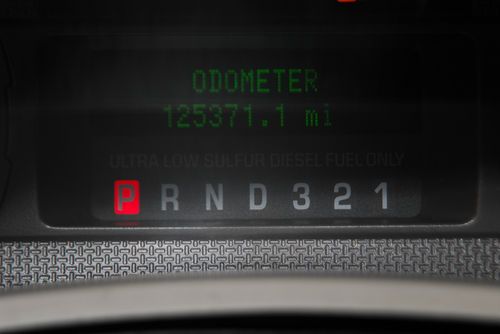 ODOMETER
125371.1 mi
ULTRA LOW SULFUR DIESEL FUEL ONLY
P R N D 3 2 1